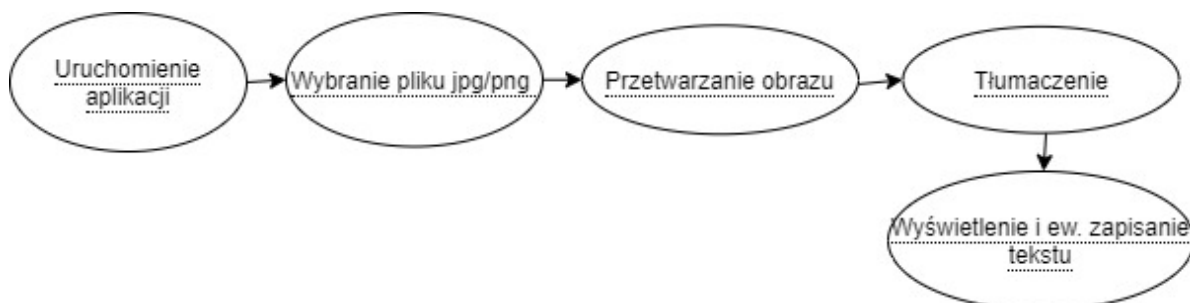 Uruchomienie
aplikacji
Wybranie pliku jpg/png
Przetwarzanie obrazu
Tłumaczenie
Wyświetlenie i ew. zapisanie
tekstu